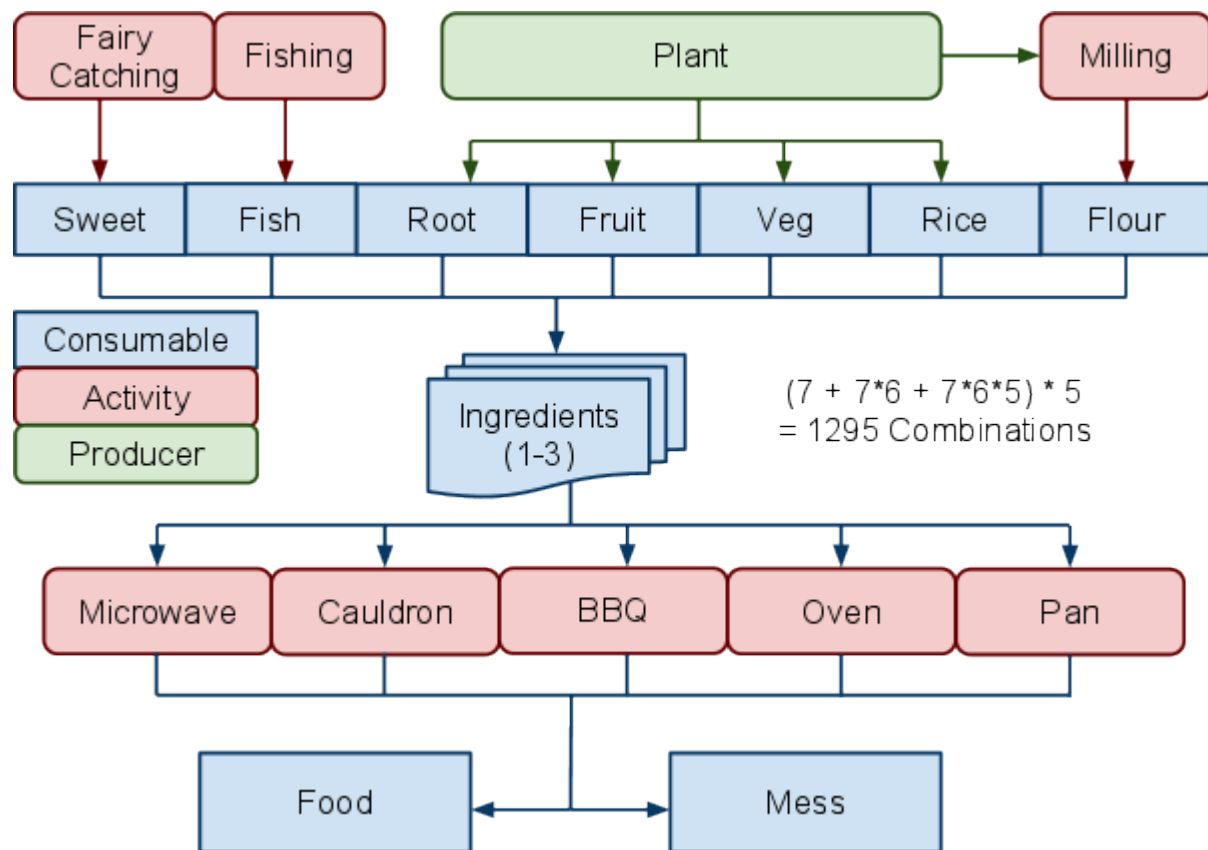 Fairy
Catching
Fishing
Plant
Milling
Sweet
Fish
Root
Fruit
Veg
Rice
Flour
Consumable
Activity
Producer
Ingredients
(1-3)
(7 + 7*6 + 7*6*5) * 5
= 1295 Combinations
Microwave
Cauldron
BBQ
Oven
Pan
Food
Mess